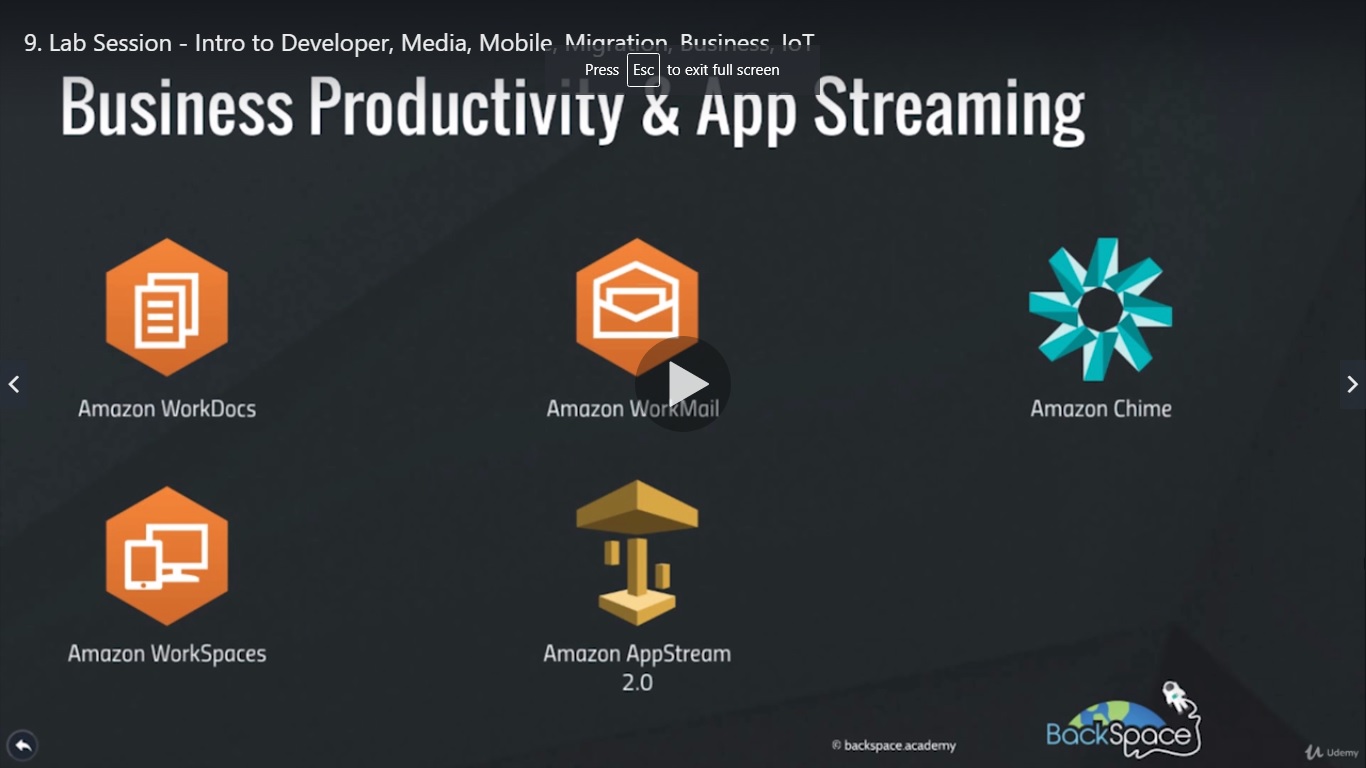 9. Lab Session - Intro to Developer, Media, Mobile, Migration, Business, IoT
Press Esc to exit full screen
Business Productivity & App Streaming
Amazon WorkDocs
Amazon WorkMail
Amazon Chime
Amazon WorkSpaces
Amazon AppStream
2.0
© backspace.academy
BackSpace
Udemy